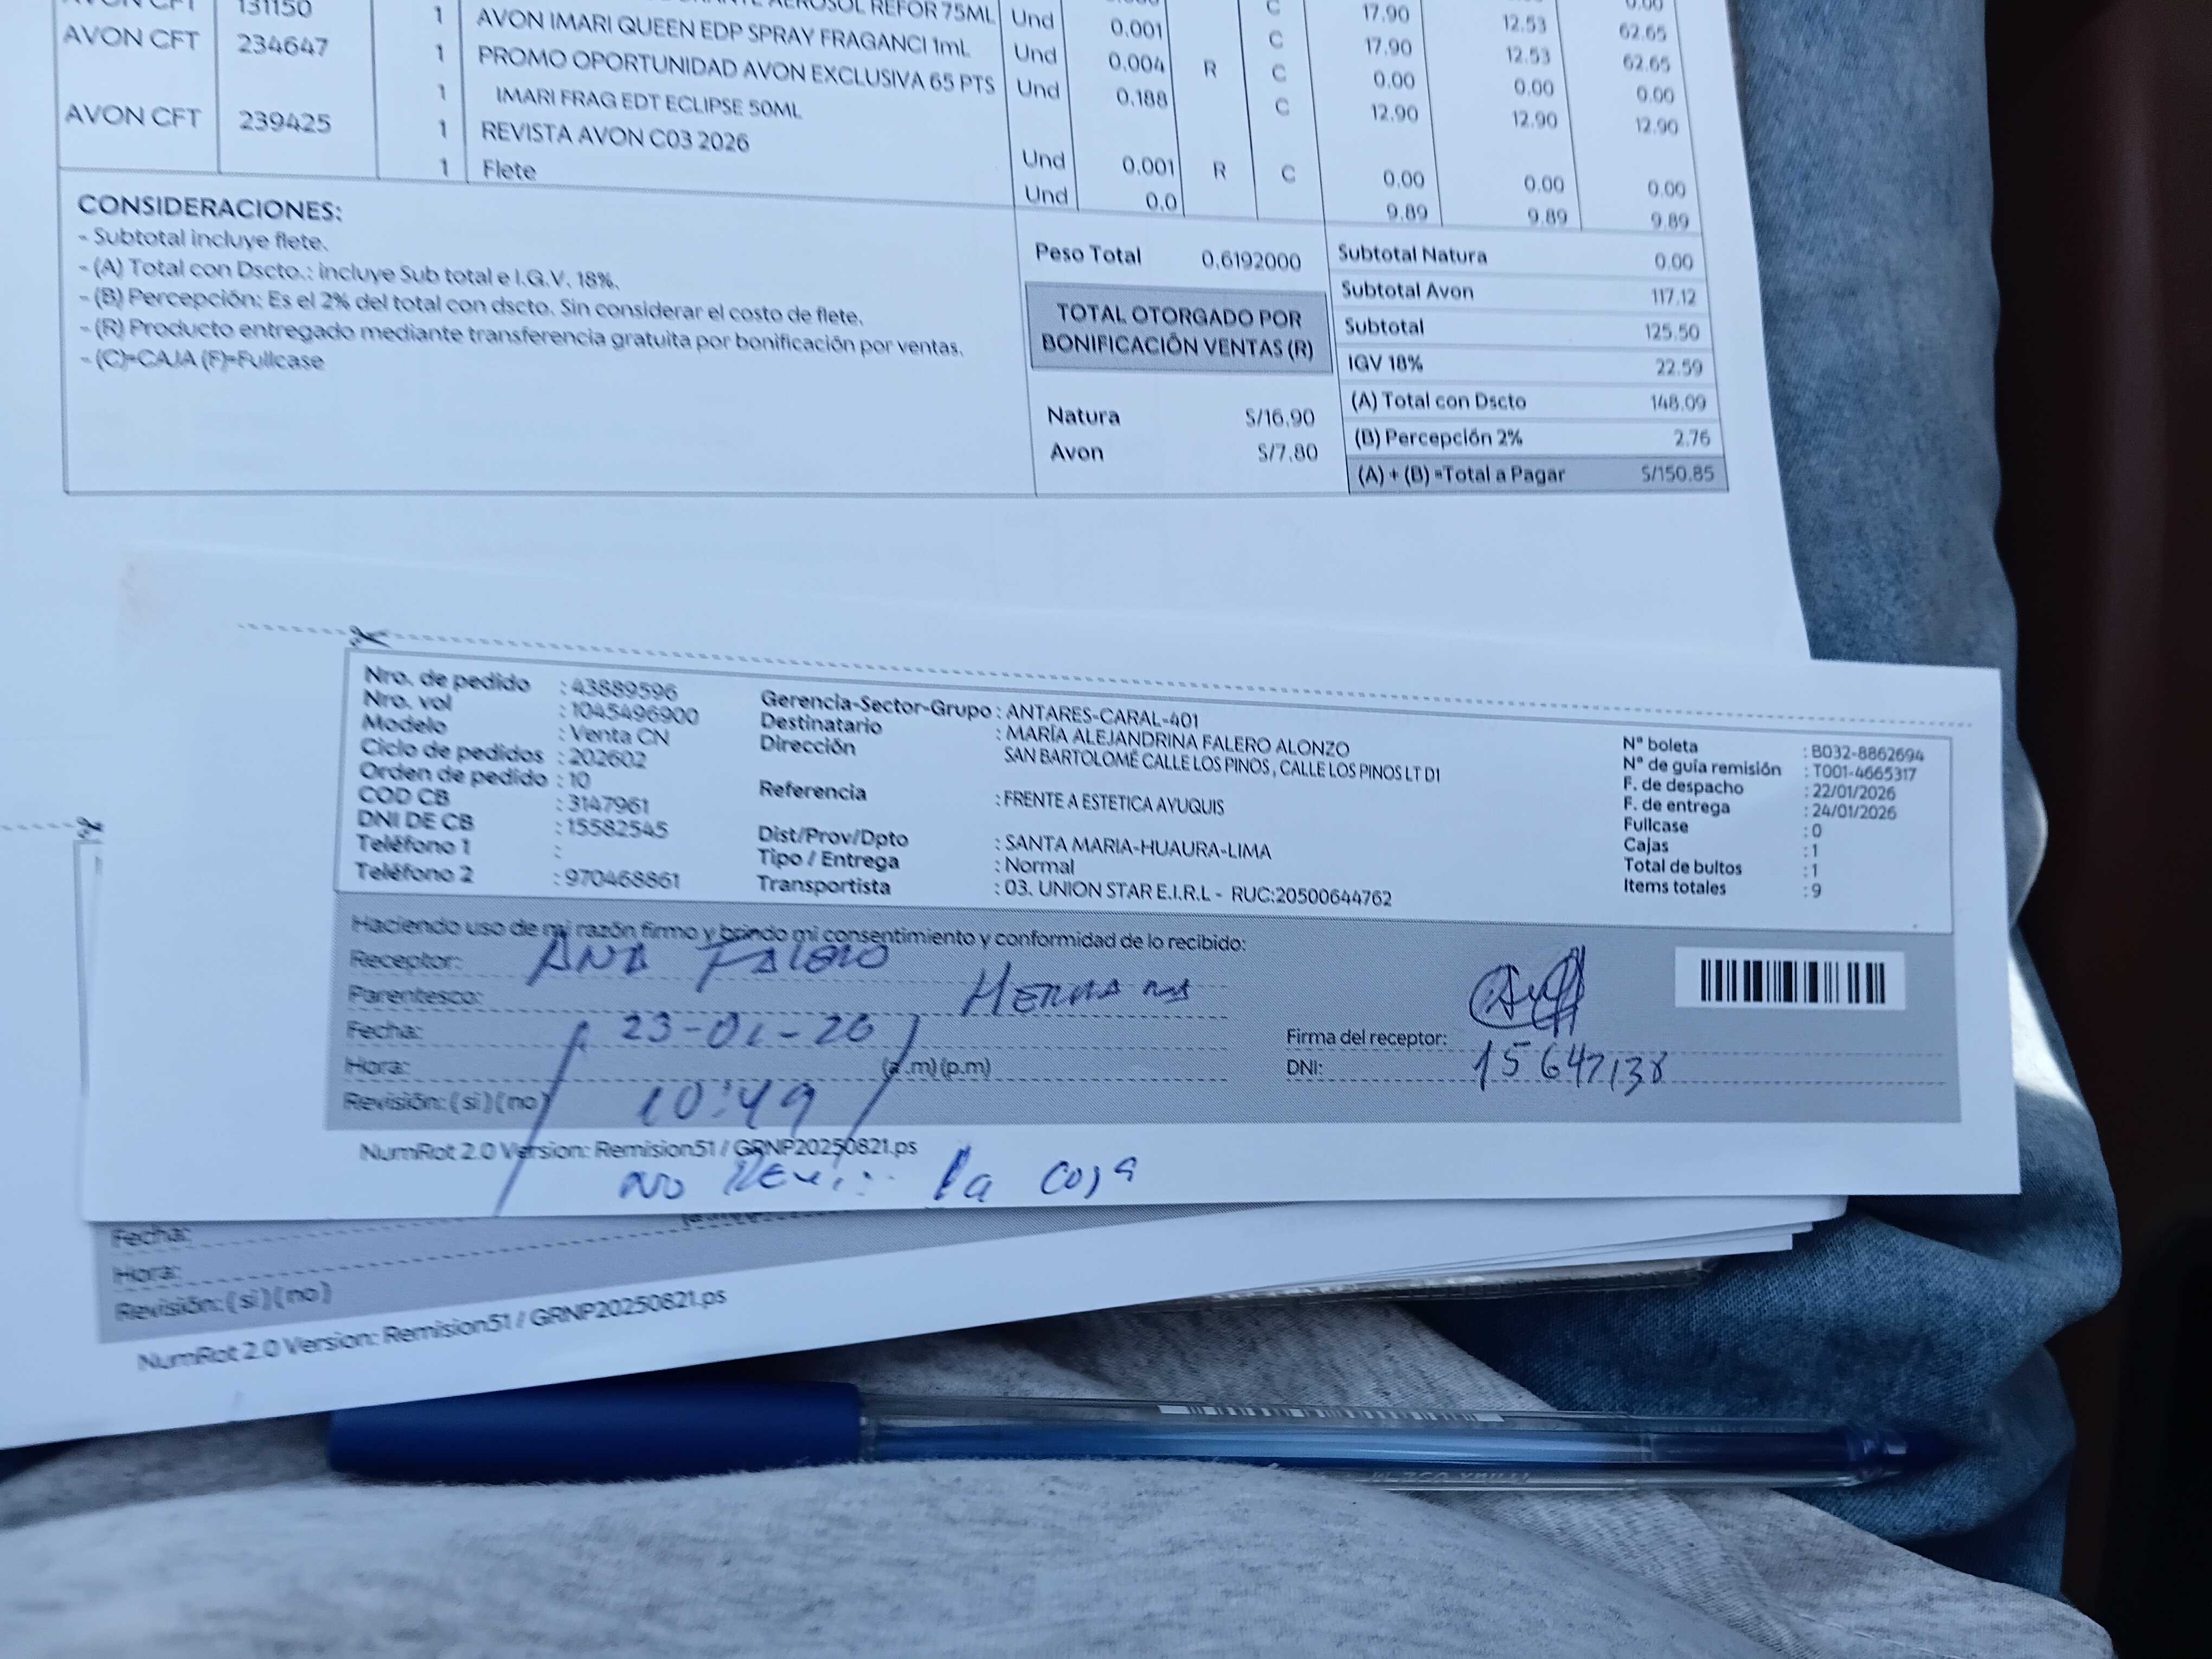 131150
1 AVON IMARI QUEEN EDP SPRAY FRAGANCI 1mL Und 0.001 C 17.90 12.53 62.65
AVON CFT 234647 1 PROMO OPORTUNIDAD AVON EXCLUSIVA 65 PTS Und 0.004 R C 17.90 12.53 62.65
1 IMARI FRAG EDT ECLIPSE 50ML Und 0.188 C 0.00 0.00 0.00
C 12.90 12.90 12.90
AVON CFT 239425 1 REVISTA AVON C03 2026 Und 0.001 R C 0.00 0.00 0.00
1 Flete Und 0.0 9.89 9.89 9.89
CONSIDERACIONES:
- Subtotal incluye flete.
- (A) Total con Dscto.: incluye Sub total e I.G.V. 18%.
- (B) Percepción: Es el 2% del total con dscto. Sin considerar el costo de flete.
- (R) Producto entregado mediante transferencia gratuita por bonificación por ventas.
- (C)=CAJA (F)=Fullcase
Peso Total 0.6192000
TOTAL OTORGADO POR
BONIFICACIÓN VENTAS (R)
Natura S/16.90
Avon S/7.80
Subtotal Natura 0.00
Subtotal Avon 117.12
Subtotal 125.50
IGV 18% 22.59
(A) Total con Dscto 148.09
(B) Percepción 2% 2.76
(A) + (B) =Total a Pagar S/150.85
Nro. de pedido : 43889596
Nro. vol : 1045496900
Modelo : Venta CN
Ciclo de pedidos : 202602
Orden de pedido : 10
COD CB : 3147961
DNI DE CB : 15582545
Teléfono 1 :
Teléfono 2 : 970468861
Gerencia-Sector-Grupo : ANTARES-CARAL-401
Destinatario : MARÍA ALEJANDRINA FALERO ALONZO
Dirección SAN BARTOLOMÉ CALLE LOS PINOS , CALLE LOS PINOS LT D1
Referencia : FRENTE A ESTETICA AYUQUIS
Dist/Prov/Dpto : SANTA MARIA-HUAURA-LIMA
Tipo / Entrega : Normal
Transportista : 03. UNION STAR E.I.R.L - RUC:20500644762
N° boleta : B032-8862694
N° de guía remisión : T001-4665317
F. de despacho : 22/01/2026
F. de entrega : 24/01/2026
Fullcase : 0
Cajas : 1
Total de bultos : 1
Items totales : 9
Haciendo uso de mi razón firmo y brindo mi consentimiento y conformidad de lo recibido:
Receptor: ANA FALERO
Parentesco: HERMANA
Fecha: 23-01-26
Hora: (a.m)(p.m)
Revisión: (si) (no) 10:49
Firma del receptor:
DNI: 15647138
NumRot 2.0 Version: Remision51 / GRNP20250821.ps
NO la caja
Fecha:
Hora:
Revisión: (si) (no)
NumRot 2.0 Version: Remision51 / GRNP20250821.ps